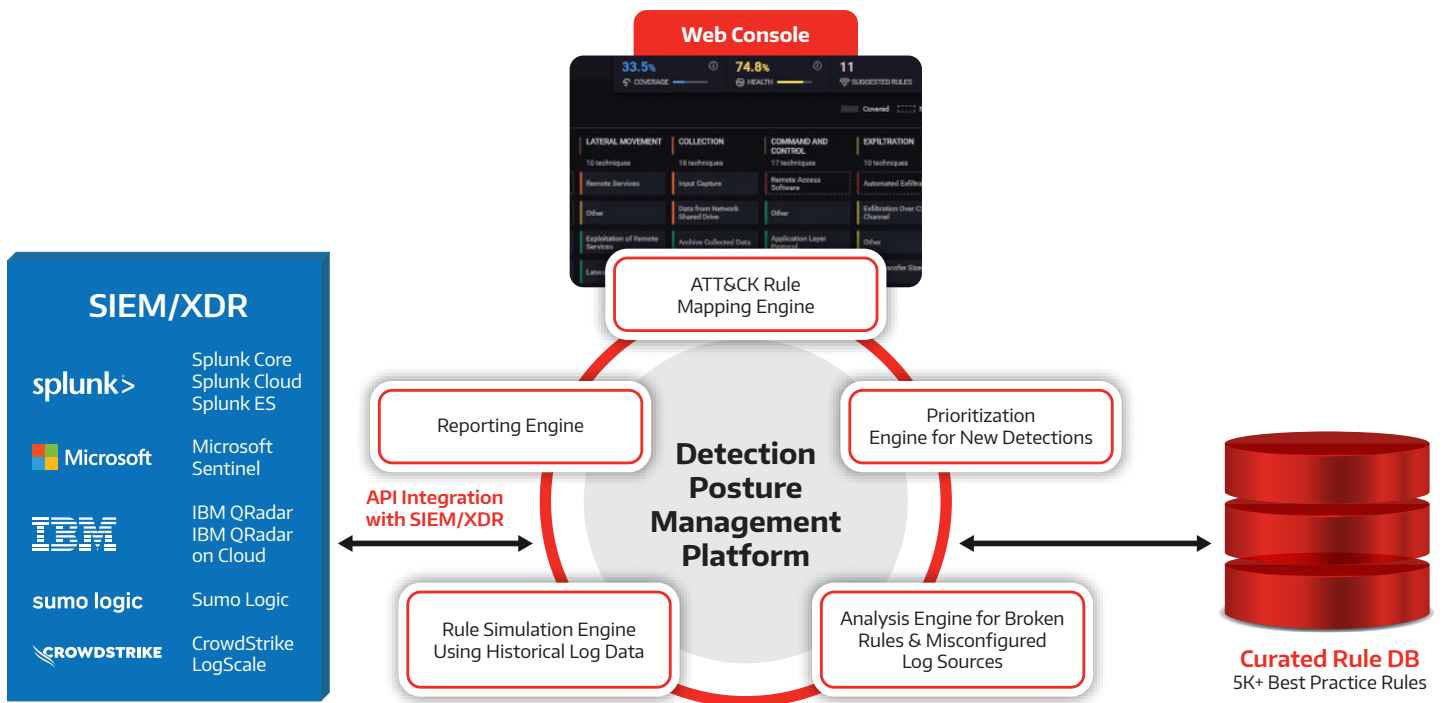 Web Console
33.5% 74.8% 11
COVERAGE HEALTH SUGGESTED RULES
Covered
LATERAL MOVEMENT COLLECTION COMMAND AND CONTROL EXFILTRATION
10 techniques 18 techniques 17 techniques 10 techniques
Remote Services Input Capture Remote Access Software Automated
Other Data from Network Shared Drive Other Exfiltration Over Channel
Exploitation of Remote Services Archive Collected Data Application Layer Protocol Other
ATT&CK Rule
Mapping Engine
SIEM/XDR
splunk>
Splunk Core
Splunk Cloud
Splunk ES
Microsoft
Microsoft
Sentinel
IBM
IBM QRadar
IBM QRadar
on Cloud
sumo logic
Sumo Logic
CROWDSTRIKE
CrowdStrike
LogScale
API Integration
with SIEM/XDR
Reporting Engine
Prioritization
Engine for New Detections
Detection
Posture
Management
Platform
Rule Simulation Engine
Using Historical Log Data
Analysis Engine for Broken
Rules & Misconfigured
Log Sources
Curated Rule DB
5K+ Best Practice Rules